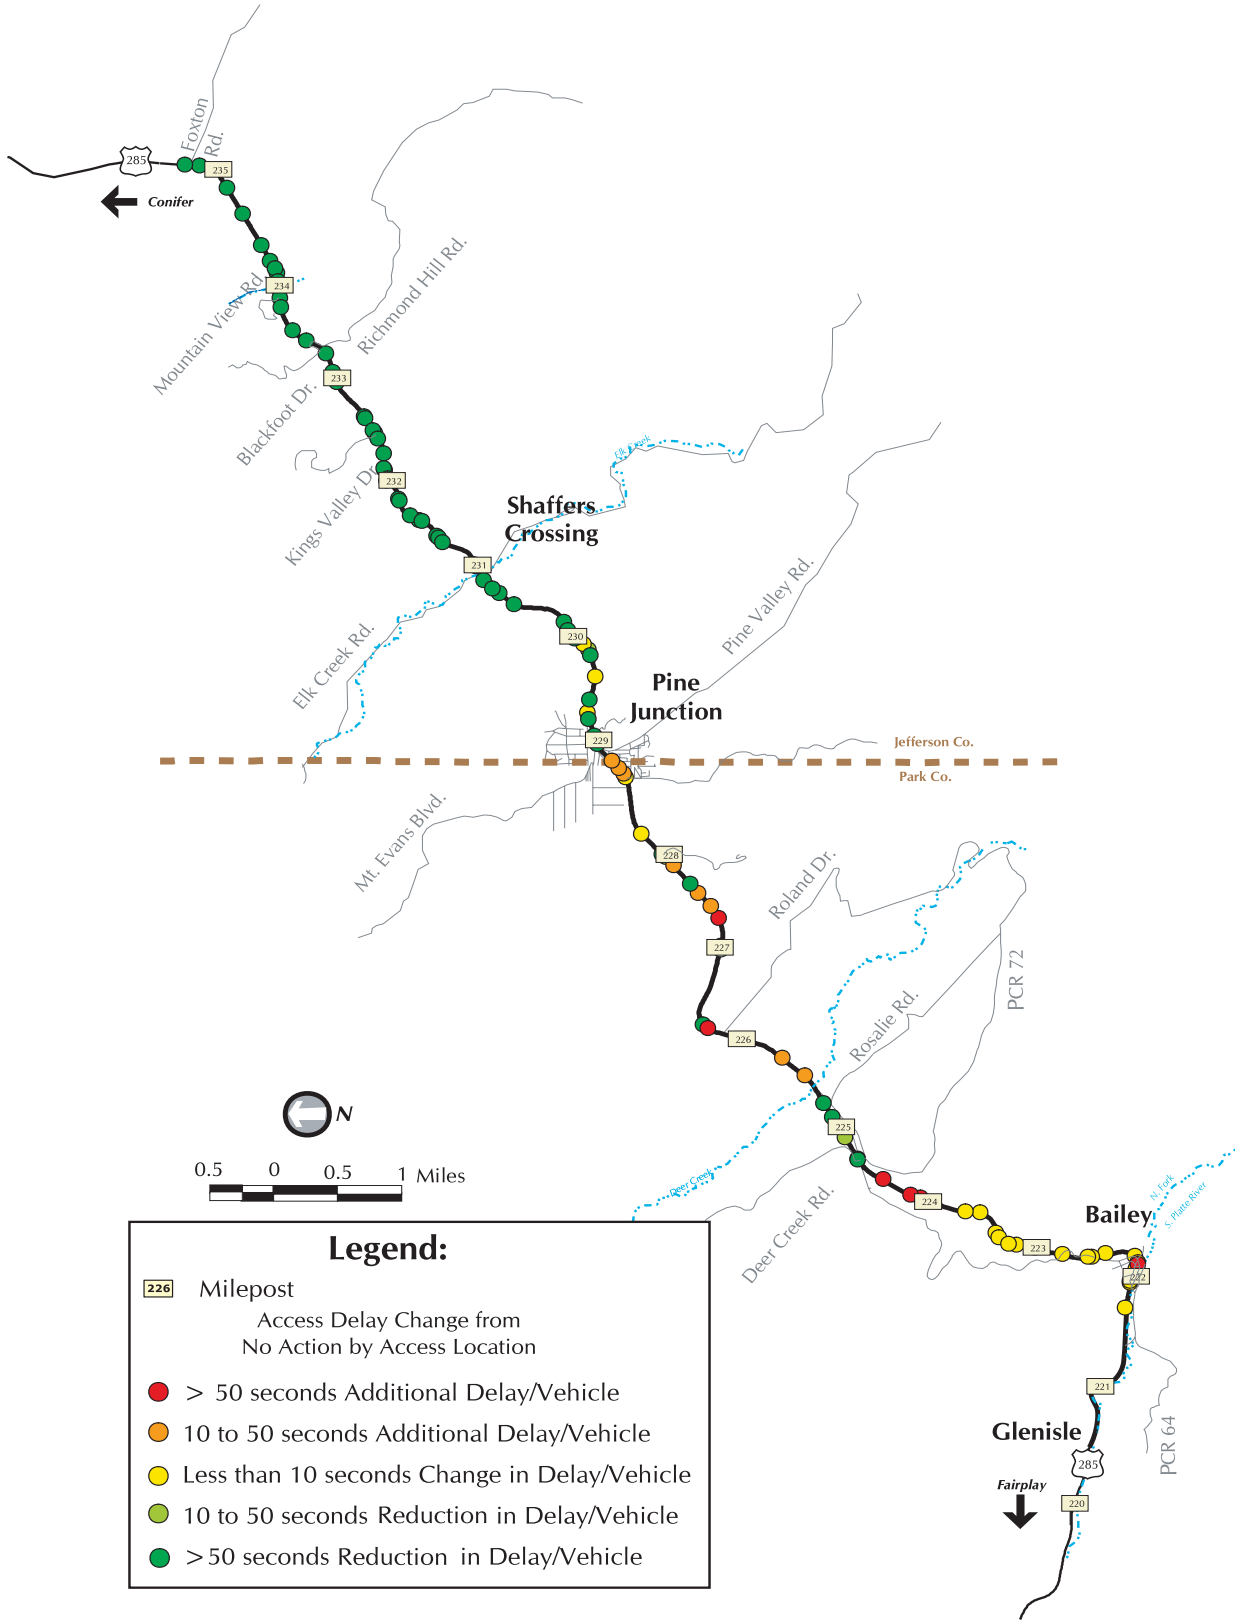 Foxton
Rd.
285
235
Conifer
Mountain View Rd.
234
Richmond Hill Rd.
233
Blackfoot Dr.
Kings Valley Dr.
232
Elk Creek
Shaffers
Crossing
231
Elk Creek Rd.
230
Pine Valley Rd.
Pine
Junction
229
Jefferson Co.
Park Co.
Mt. Evans Blvd.
228
Roland Dr.
227
PCR 72
226
Rosalie Rd.
225
N
0.5 0 0.5 1 Miles
Deer Creek
Deer Creek Rd.
224
Bailey
N. Fork
S. Platte River
223
222
221
Glenisle
285
PCR 64
Fairplay
220
Legend:
226 Milepost
Access Delay Change from
No Action by Access Location
> 50 seconds Additional Delay/Vehicle
10 to 50 seconds Additional Delay/Vehicle
Less than 10 seconds Change in Delay/Vehicle
10 to 50 seconds Reduction in Delay/Vehicle
>50 seconds Reduction in Delay/Vehicle